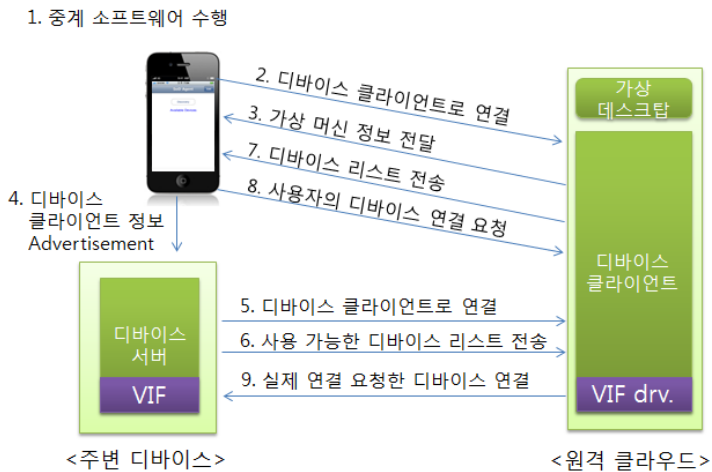 1. 중계 소프트웨어 수행
2. 디바이스 클라이언트로 연결
3. 가상 머신 정보 전달
7. 디바이스 리스트 전송
8. 사용자의 디바이스 연결 요청
4. 디바이스
클라이언트 정보
Advertisement
가상
데스크탑
디바이스
클라이언트
VIF drv.
5. 디바이스 클라이언트로 연결
6. 사용 가능한 디바이스 리스트 전송
9. 실제 연결 요청한 디바이스 연결
디바이스
서버
VIF
<주변 디바이스>
<원격 클라우드>